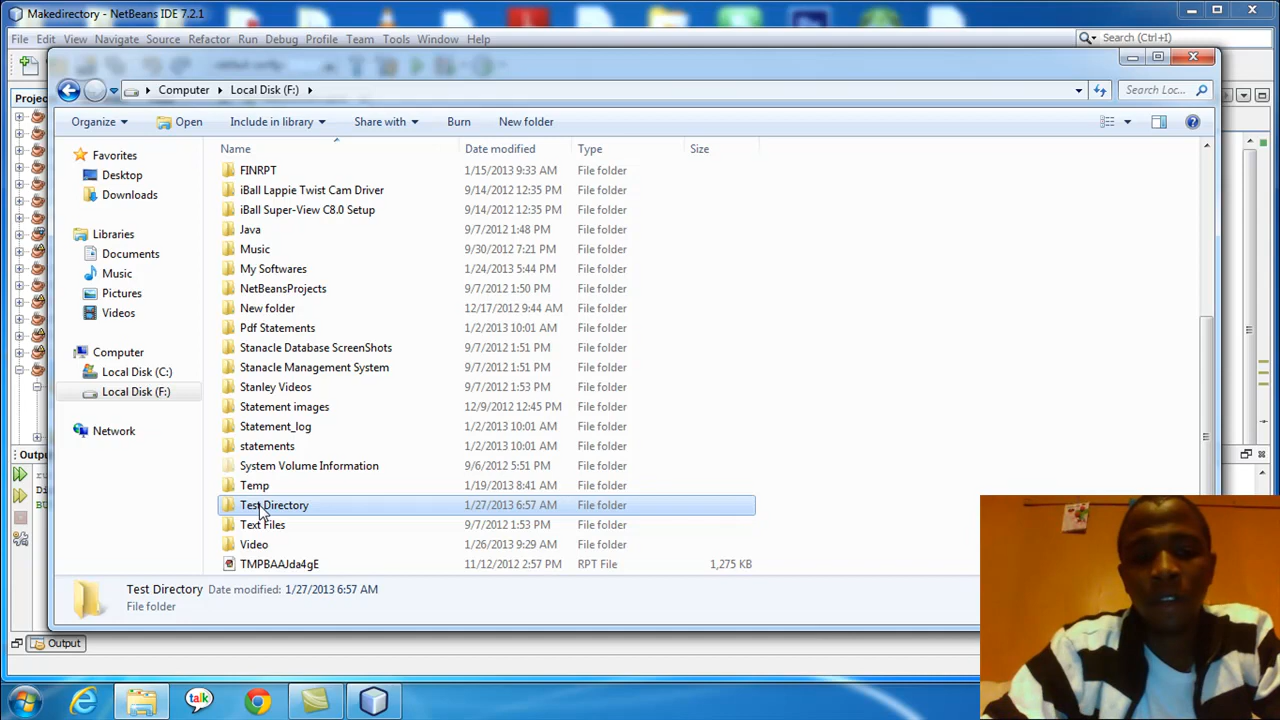 Makedirectory - NetBeans IDE 7.2.1
File Edit View Navigate Source Refactor Run Debug Profile Team Tools Window Help
Search (Ctrl+I)
Computer Local Disk (F:)
Search Loc...
Organize Open Include in library Share with Burn New folder
Projec
Name Date modified Type Size
Favorites
Desktop
Downloads
Libraries
Documents
Music
Pictures
Videos
Computer
Local Disk (C:)
Local Disk (F:)
Network
FINRPT 1/15/2013 9:33 AM File folder
iBall Lappie Twist Cam Driver 9/14/2012 12:35 PM File folder
iBall Super-View C8.0 Setup 9/14/2012 12:35 PM File folder
Java 9/7/2012 1:48 PM File folder
Music 9/30/2012 7:21 PM File folder
My Softwares 1/24/2013 5:44 PM File folder
NetBeansProjects 9/7/2012 1:50 PM File folder
New folder 12/17/2012 9:44 AM File folder
Pdf Statements 1/2/2013 10:01 AM File folder
Stanacle Database ScreenShots 9/7/2012 1:51 PM File folder
Stanacle Management System 9/7/2012 1:51 PM File folder
Stanley Videos 9/7/2012 1:53 PM File folder
Statement images 12/9/2012 12:45 PM File folder
Statement_log 1/2/2013 10:01 AM File folder
statements 1/2/2013 10:01 AM File folder
System Volume Information 9/6/2012 5:51 PM File folder
Temp 1/19/2013 8:41 AM File folder
Test Directory 1/27/2013 6:57 AM File folder
Text Files 9/7/2012 1:53 PM File folder
Video 1/26/2013 9:29 AM File folder
TMPBAAJda4gE 11/12/2012 2:57 PM RPT File 1,275 KB
Outpu
ru
Di
BU
Test Directory Date modified: 1/27/2013 6:57 AM
File folder
Output
talk